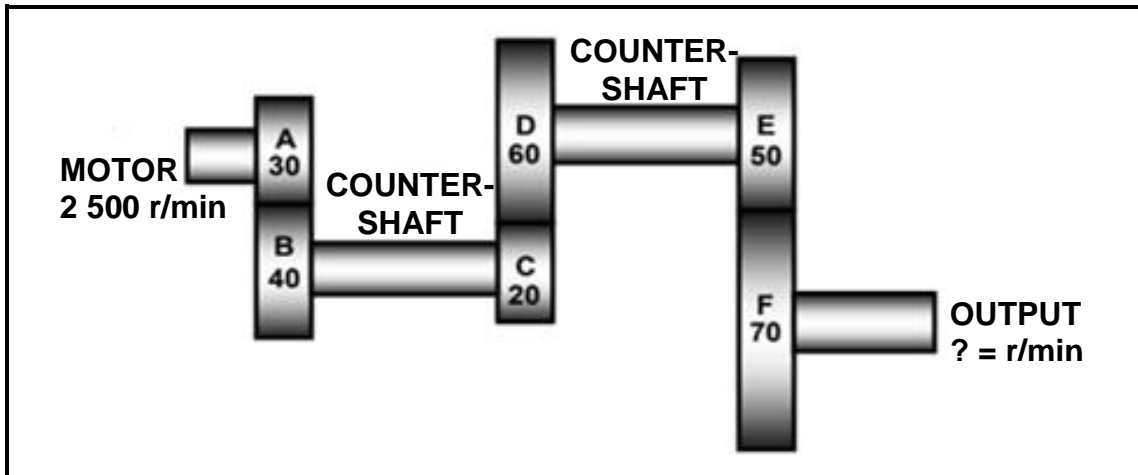 MOTOR
2 500 r/min
A
30
B
40
COUNTER-
SHAFT
D
60
C
20
COUNTER-
SHAFT
E
50
F
70
OUTPUT
? = r/min